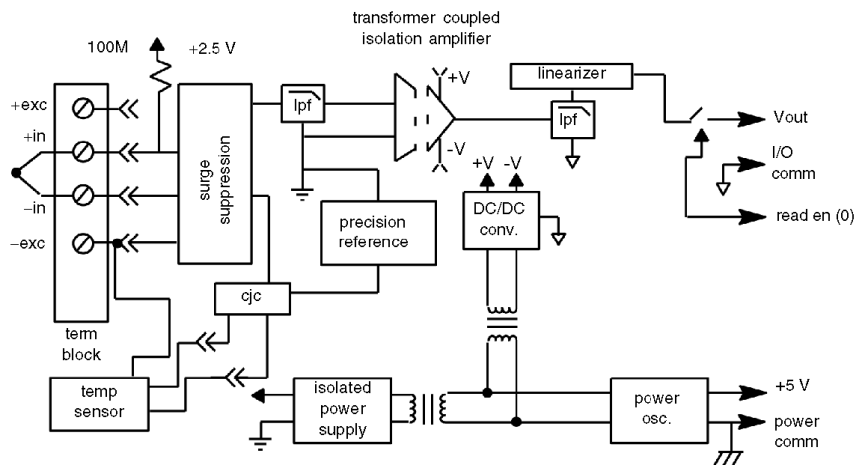 transformer coupled
isolation amplifier
100M
+2.5 V
+exc
+in
−in
−exc
term
block
surge
suppression
lpf
+V
-V
linearizer
lpf
Vout
I/O
comm
read en (0)
precision
reference
+V
-V
DC/DC
conv.
cjc
temp
sensor
isolated
power
supply
power
osc.
+5 V
power
comm